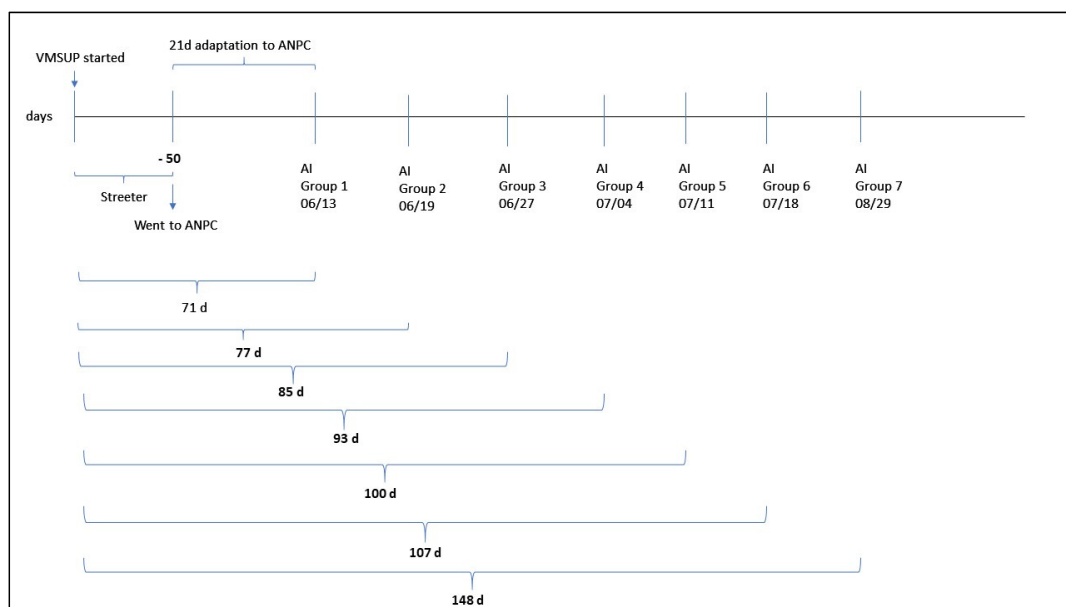 21d adaptation to ANPC
VMSUP started
days
- 50
Streeter
Went to ANPC
AI
Group 1
06/13
AI
Group 2
06/19
AI
Group 3
06/27
AI
Group 4
07/04
AI
Group 5
07/11
AI
Group 6
07/18
AI
Group 7
08/29
71 d
77 d
85 d
93 d
100 d
107 d
148 d